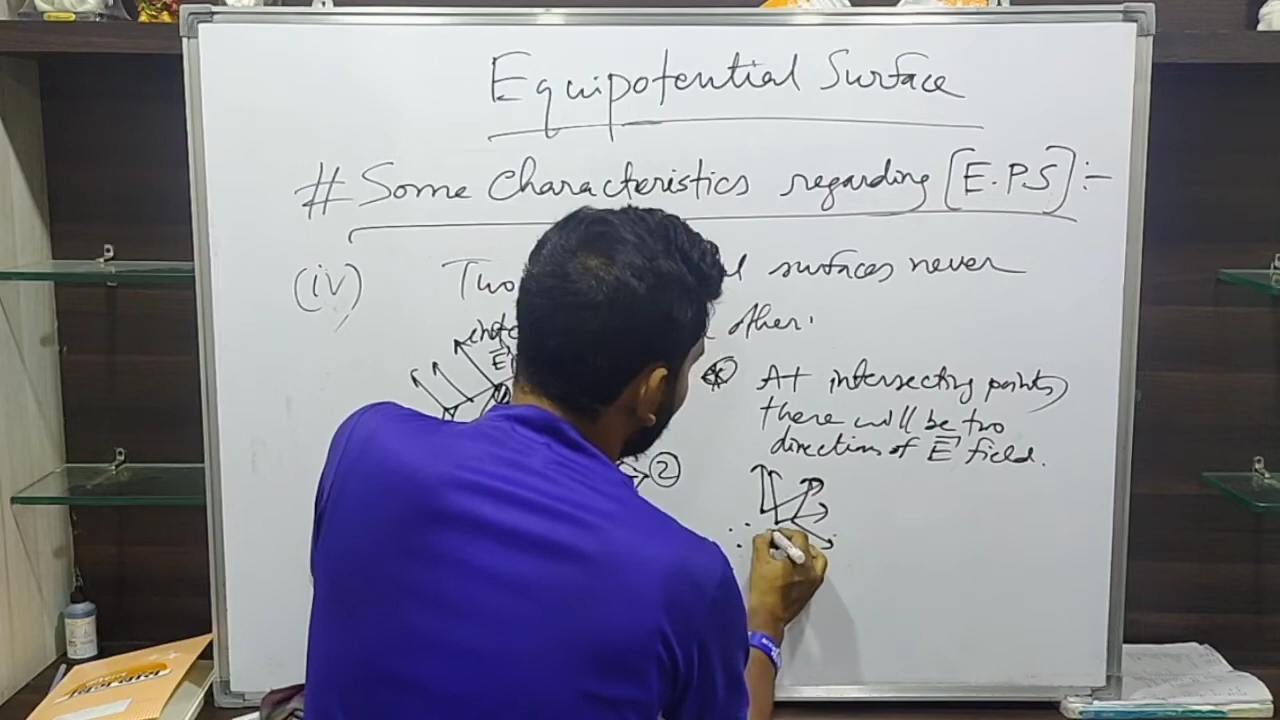 Equipotential Surface
# Some Characteristics regarding [E.P.S] :-
(iv) Two surfaces never
other.
E
2
At intersecting points,
there will be two
direction of E field.